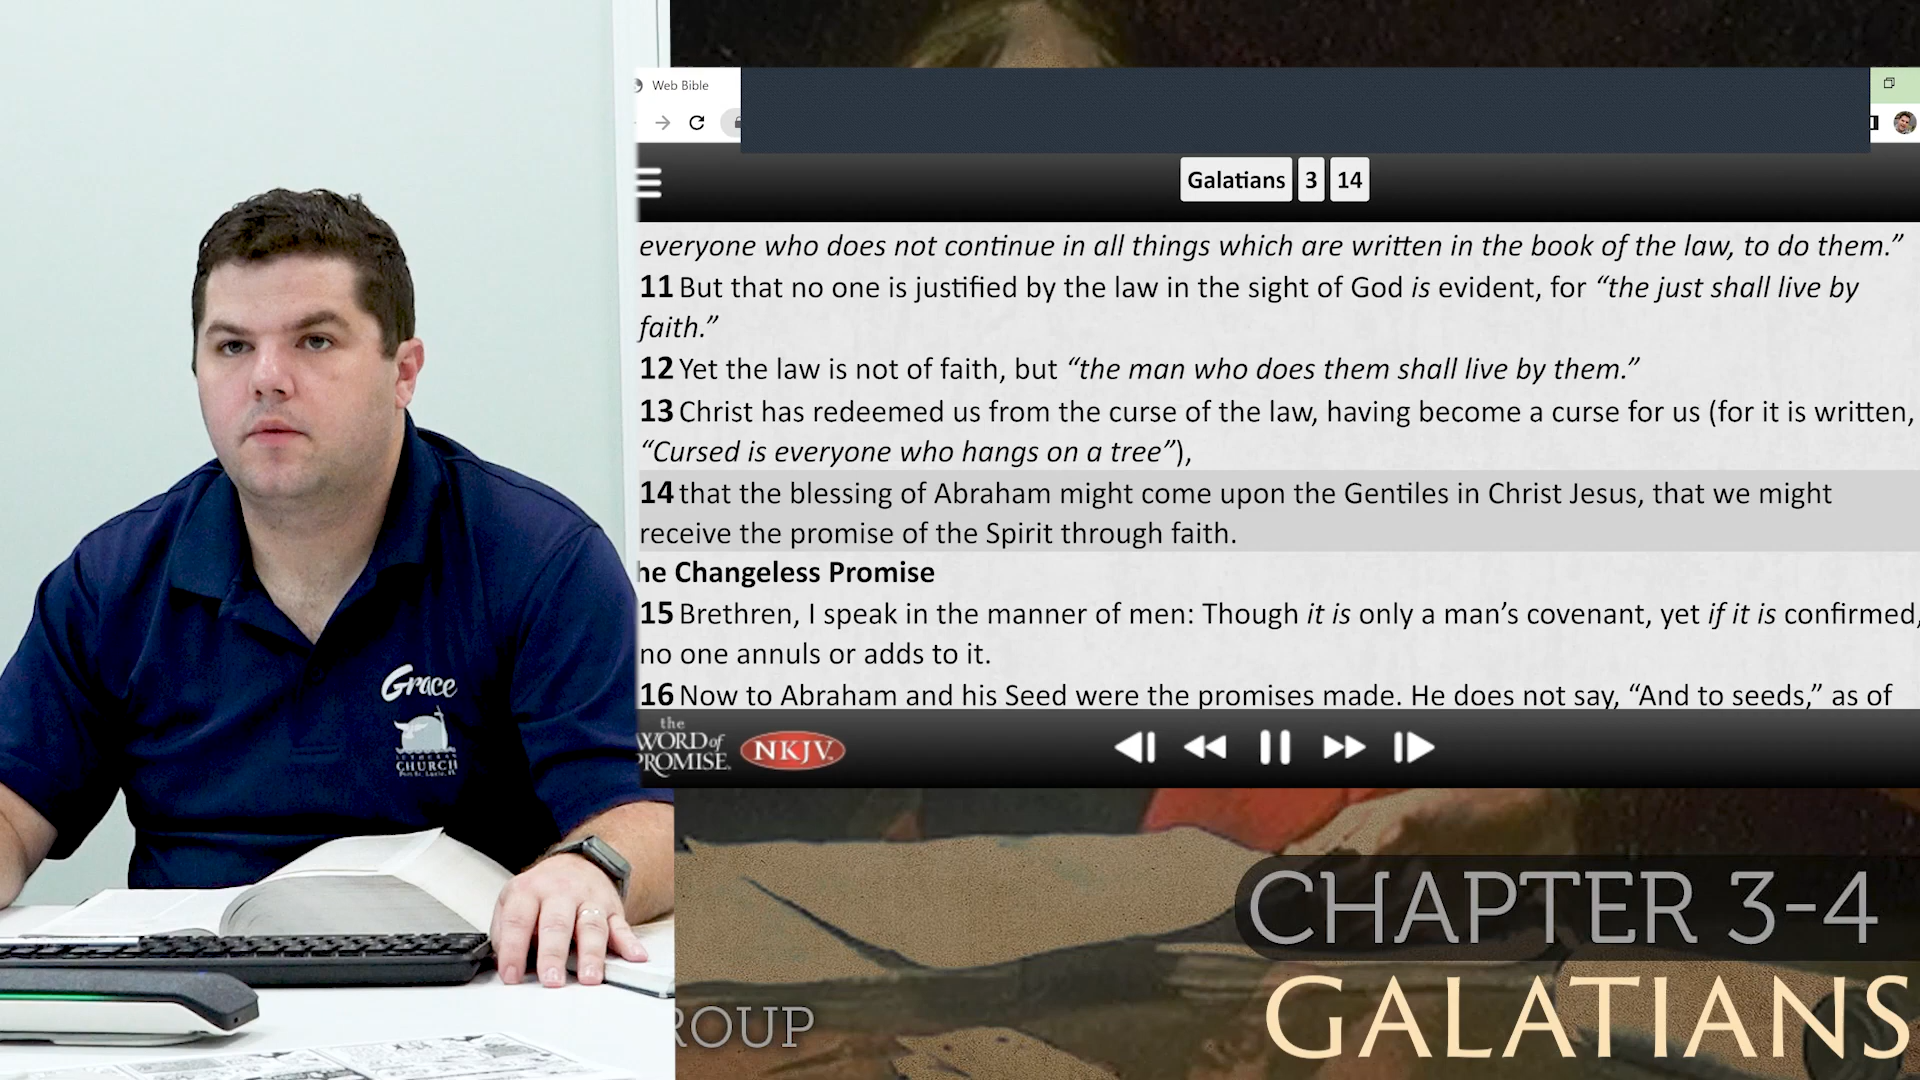 Web Bible
Galatians 3 14
everyone who does not continue in all things which are written in the book of the law, to do them.”
11 But that no one is justified by the law in the sight of God is evident, for “the just shall live by
faith.”
12 Yet the law is not of faith, but “the man who does them shall live by them.”
13 Christ has redeemed us from the curse of the law, having become a curse for us (for it is written,
“Cursed is everyone who hangs on a tree”),
14 that the blessing of Abraham might come upon the Gentiles in Christ Jesus, that we might
receive the promise of the Spirit through faith.
he Changeless Promise
15 Brethren, I speak in the manner of men: Though it is only a man’s covenant, yet if it is confirmed,
no one annuls or adds to it.
16 Now to Abraham and his Seed were the promises made. He does not say, “And to seeds,” as of
the
WORD of
PROMISE
NKJV
Grace
LUTHERAN
CHURCH
Port St. Lucie, FL
CHAPTER 3-4
GALATIANS
ROUP